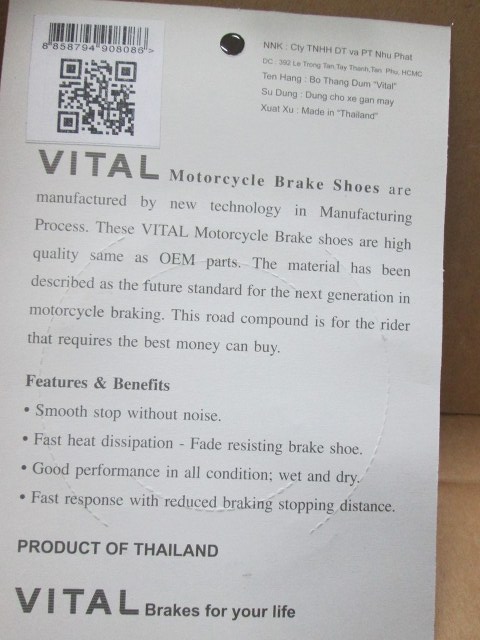 8 858794 908086 >
NNK : Cty TNHH DT va PT Nhu Phat
DC : 392 Le Trong Tan,Tay Thanh,Tan Phu, HCMC
Ten Hang : Bo Thang Dum "Vital"
Su Dung : Dung cho xe gan may
Xuat Xu : Made in "Thailand"
VITAL Motorcycle Brake Shoes are
manufactured by new technology in Manufacturing
Process. These VITAL Motorcycle Brake shoes are high
quality same as OEM parts. The material has been
described as the future standard for the next generation in
motorcycle braking. This road compound is for the rider
that requires the best money can buy.
Features & Benefits
• Smooth stop without noise.
• Fast heat dissipation - Fade resisting brake shoe.
• Good performance in all condition; wet and dry.
• Fast response with reduced braking stopping distance.
PRODUCT OF THAILAND
VITAL Brakes for your life